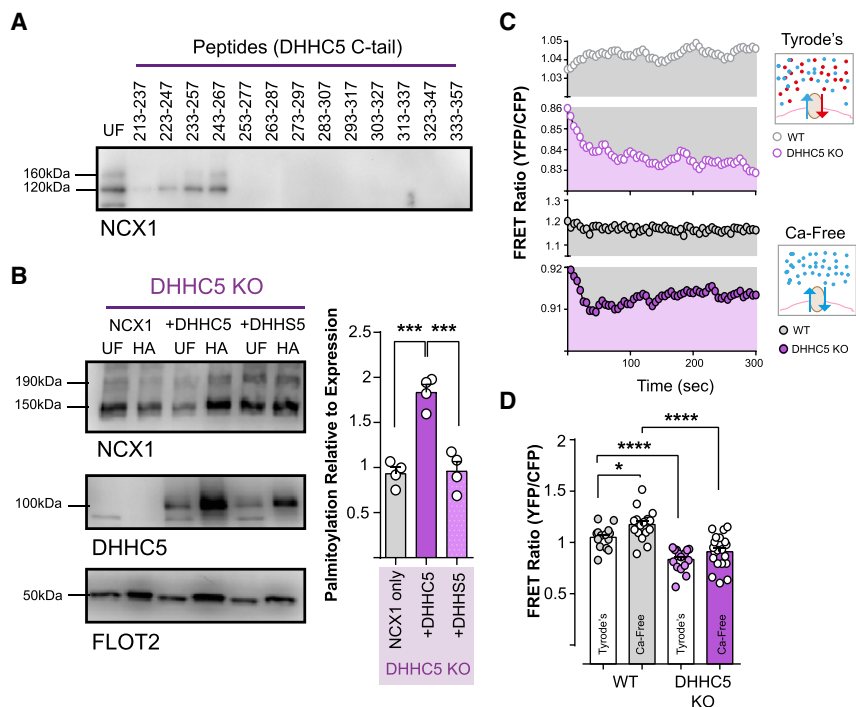 A
Peptides (DHHC5 C-tail)
UF
213-237
223-247
233-257
243-267
253-277
263-287
273-297
283-307
293-317
303-327
313-337
323-347
333-357
160kDa
120kDa
NCX1
B
DHHC5 KO
NCX1 +DHHC5 +DHHS5
UF HA UF HA UF HA
190kDa
150kDa
NCX1
100kDa
DHHC5
50kDa
FLOT2
Palmitoylation Relative to Expression
2.5
2
1.5
1
0.5
*** ***
NCX1 only
+DHHC5
+DHHS5
DHHC5 KO
C
FRET Ratio (YFP/CFP)
1.05
1.04
1.03
0.86
0.85
0.84
0.83
1.3
1.2
1.1
0.92
0.91
100 200 300
100 200 300
Time (sec)
Tyrode's
WT
DHHC5 KO
Ca-Free
WT
DHHC5 KO
D
FRET Ratio (YFP/CFP)
2
1.5
1
0.5
****
****
*
Tyrode's
Ca-Free
Tyrode's
Ca-Free
WT
DHHC5
KO